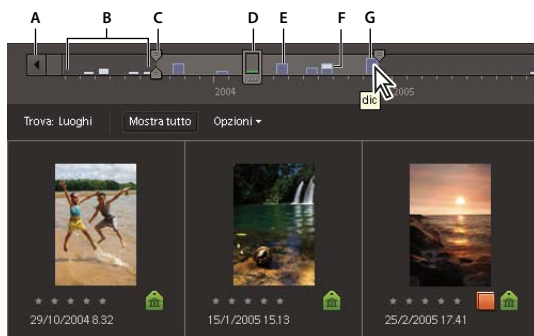 A B C D E F G
2004 2005
dic
Trova: Luoghi Mostra tutto Opzioni
29/10/2004 8.32 15/1/2005 15.13 25/2/2005 17.41